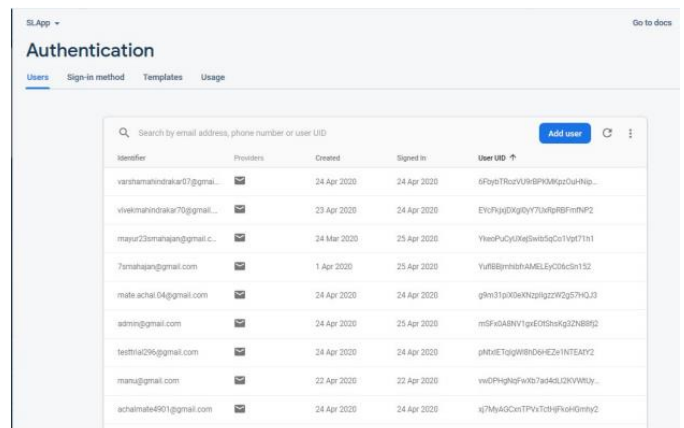 SLApp
Go to docs
Authentication
Users Sign-in method Templates Usage
Search by email address, phone number or user UID Add user
Identifier Providers Created Signed In User UID ↑
varshamahindrakar07@gmai... 24 Apr 2020 24 Apr 2020
vivekmahindrakar70@gmail... 23 Apr 2020 24 Apr 2020
mayur23smahajan@gmail.c... 24 Mar 2020 25 Apr 2020
7smahajan@gmail.com 1 Apr 2020 25 Apr 2020
mate.achal.04@gmail.com 24 Apr 2020 24 Apr 2020
admin@gmail.com 24 Apr 2020 25 Apr 2020
testtrial296@gmail.com 24 Apr 2020 24 Apr 2020
manu@gmail.com 22 Apr 2020 22 Apr 2020
achalmate4901@gmail.com 24 Apr 2020 24 Apr 2020